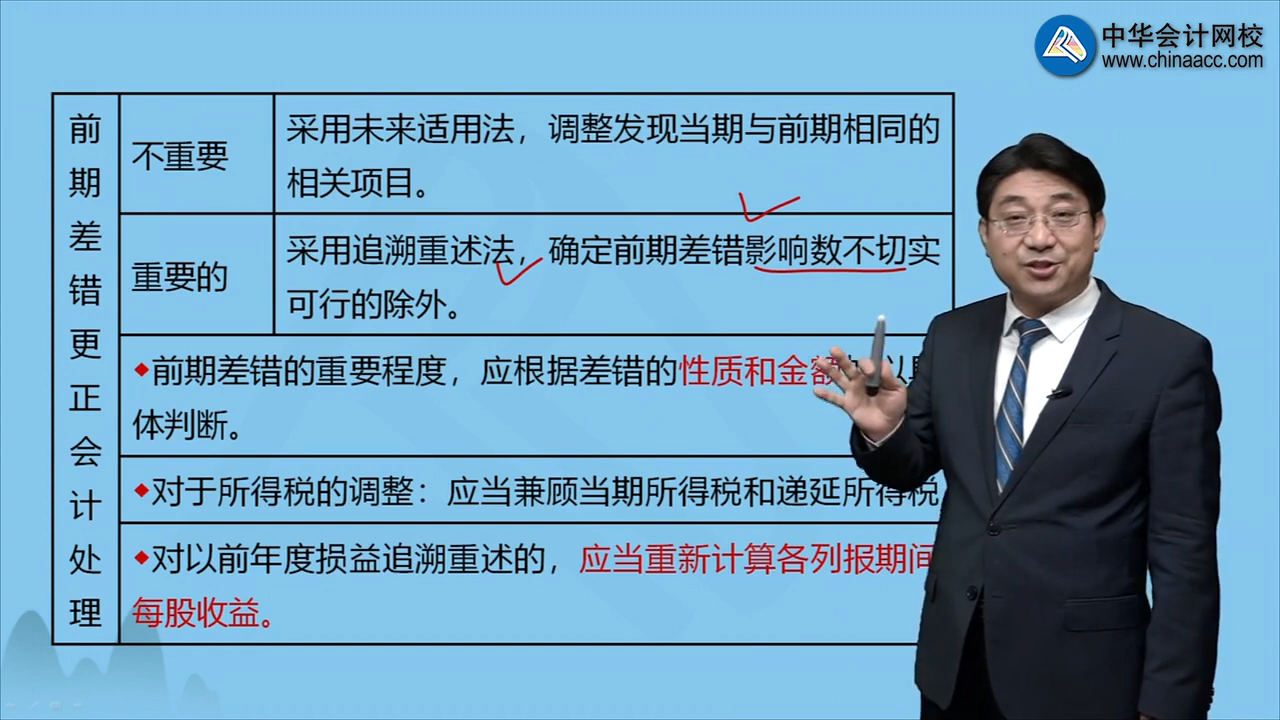 中华会计网校
www.chinaacc.com
前期差错更正会计处理
不重要
采用未来适用法，调整发现当期与前期相同的
相关项目。
重要的
采用追溯重述法，确定前期差错影响数不切实
可行的除外。
◆前期差错的重要程度，应根据差错的性质和金额
体判断。
◆对于所得税的调整：应当兼顾当期所得税和递延所得税
◆对以前年度损益追溯重述的，应当重新计算各列报期间
每股收益。